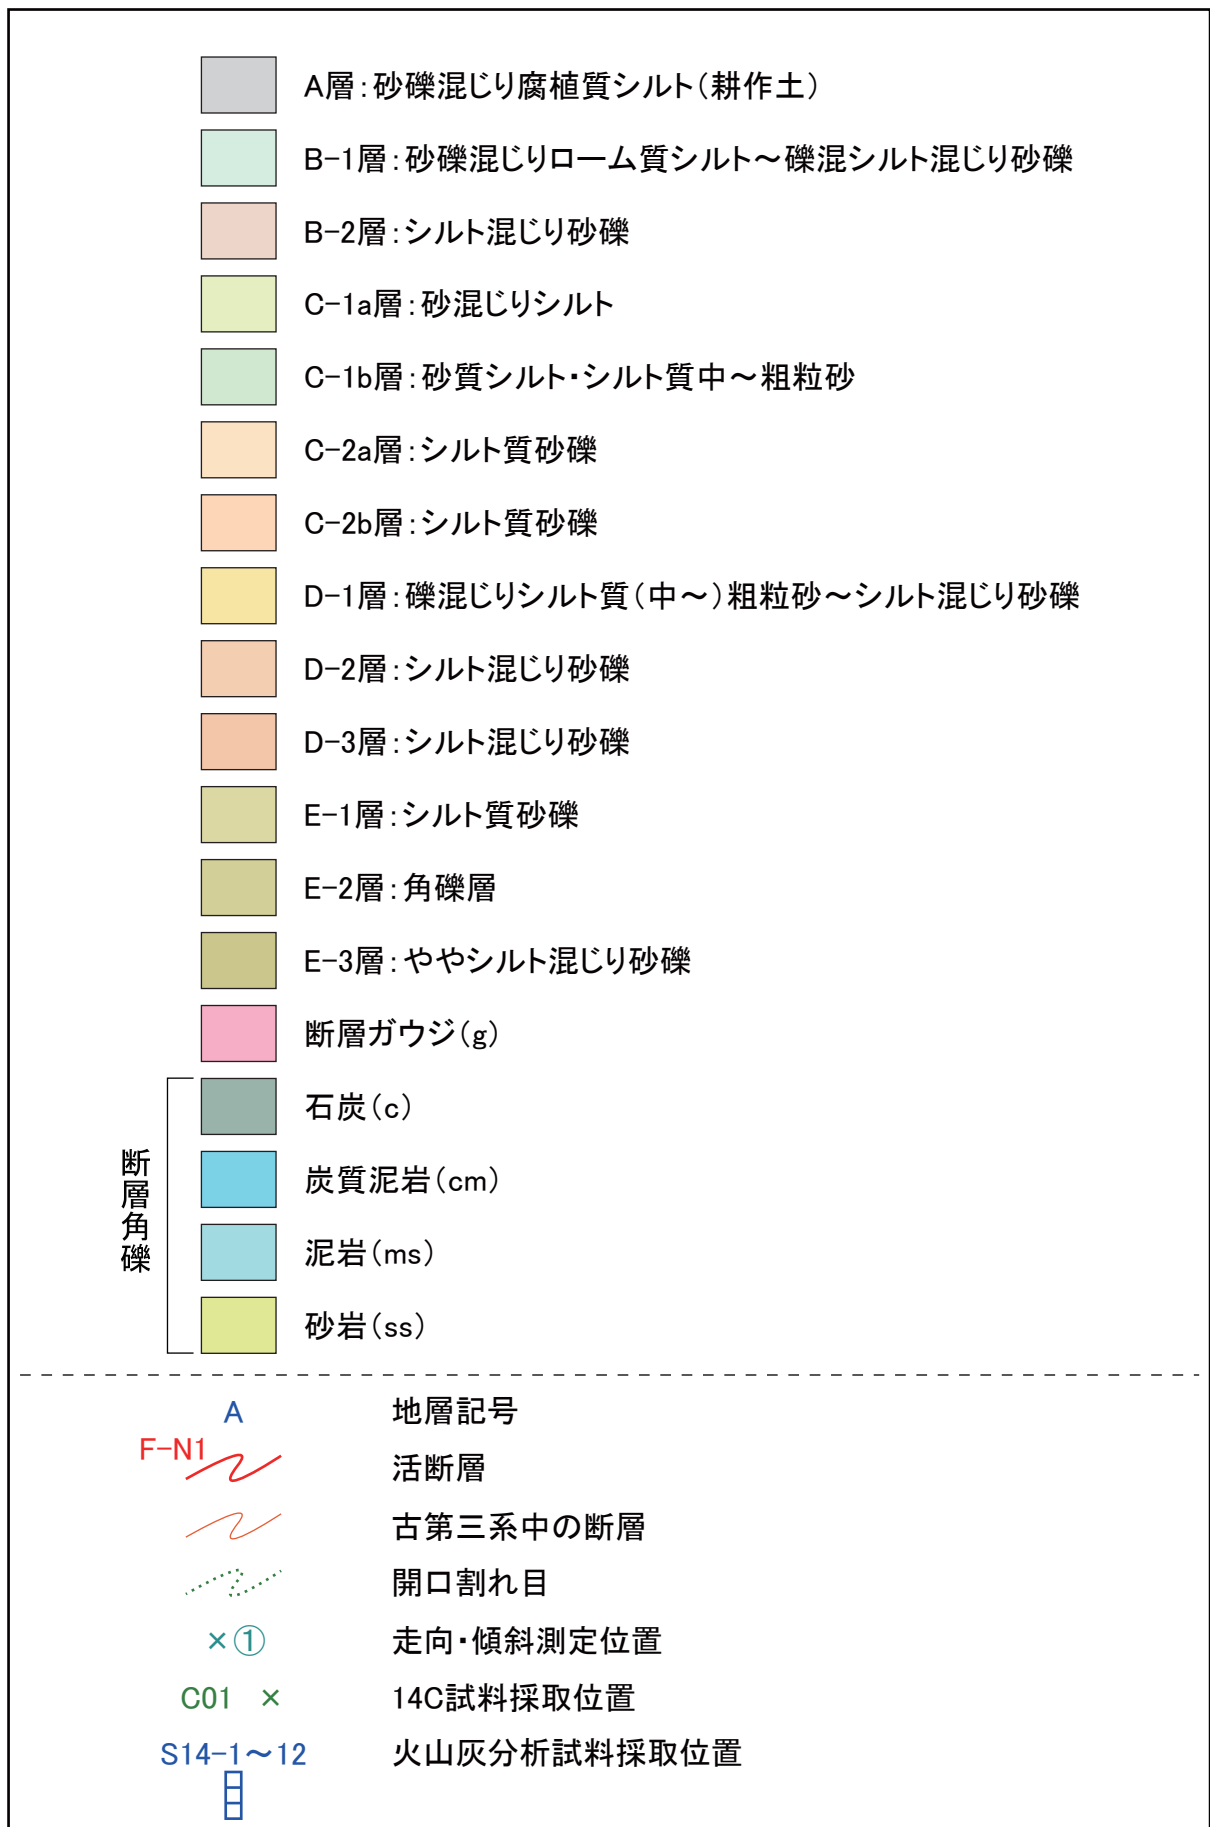 A層：砂礫混じり腐植質シルト（耕作土）
B-1層：砂礫混じりローム質シルト～礫混シルト混じり砂礫
B-2層：シルト混じり砂礫
C-1a層：砂混じりシルト
C-1b層：砂質シルト・シルト質中～粗粒砂
C-2a層：シルト質砂礫
C-2b層：シルト質砂礫
D-1層：礫混じりシルト質（中～）粗粒砂～シルト混じり砂礫
D-2層：シルト混じり砂礫
D-3層：シルト混じり砂礫
E-1層：シルト質砂礫
E-2層：角礫層
E-3層：ややシルト混じり砂礫
断層ガウジ（g）
断層角礫
石炭（c）
炭質泥岩（cm）
泥岩（ms）
砂岩（ss）
A 地層記号
F-N1 活断層
古第三系中の断層
開口割れ目
×① 走向・傾斜測定位置
C01 × 14C試料採取位置
S14-1～12 火山灰分析試料採取位置